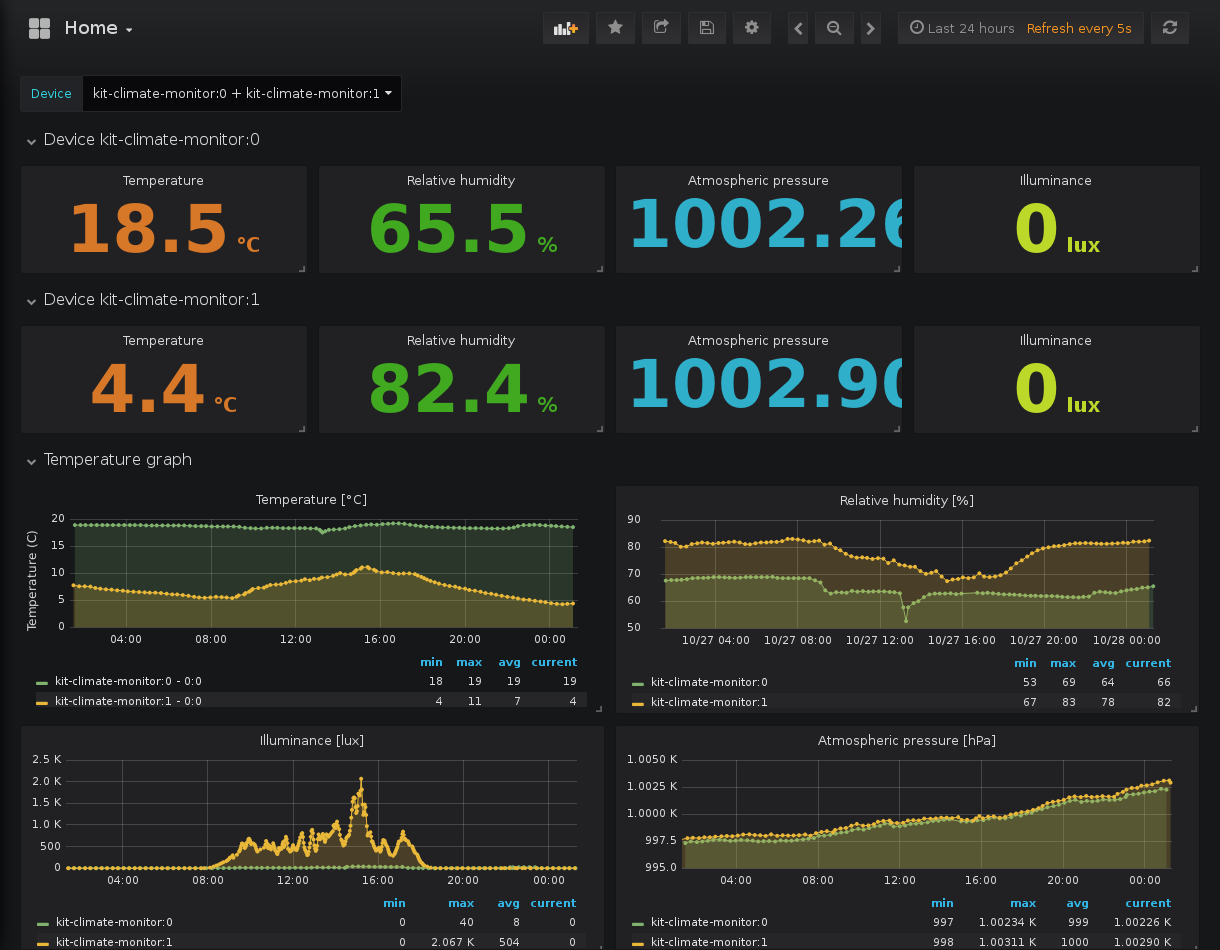 Home
Last 24 hours Refresh every 5s
Device kit-climate-monitor:0 + kit-climate-monitor:1
Device kit-climate-monitor:0
Temperature Relative humidity Atmospheric pressure Illuminance
18.5 °C 65.5 % 1002.26 0 lux
Device kit-climate-monitor:1
Temperature Relative humidity Atmospheric pressure Illuminance
4.4 °C 82.4 % 1002.90 0 lux
Temperature graph
Temperature [°C]
Temperature (C)
20
15
10
5
0
04:00 08:00 12:00 16:00 20:00 00:00
min max avg current
kit-climate-monitor:0 - 0:0 18 19 19 19
kit-climate-monitor:1 - 0:0 4 11 7 4
Relative humidity [%]
90
80
70
60
50
10/27 04:00 10/27 08:00 10/27 12:00 10/27 16:00 10/27 20:00 10/28 00:00
min max avg current
kit-climate-monitor:0 53 69 64 66
kit-climate-monitor:1 67 83 78 82
Illuminance [lux]
2.5 K
2.0 K
1.5 K
1.0 K
500
0
04:00 08:00 12:00 16:00 20:00 00:00
min max avg current
kit-climate-monitor:0 0 40 8 0
kit-climate-monitor:1 0 2.067 K 504 0
Atmospheric pressure [hPa]
1.0050 K
1.0025 K
1.0000 K
997.5
995.0
04:00 08:00 12:00 16:00 20:00 00:00
min max avg current
kit-climate-monitor:0 997 1.00234 K 999 1.00226 K
kit-climate-monitor:1 998 1.00311 K 1000 1.00290 K